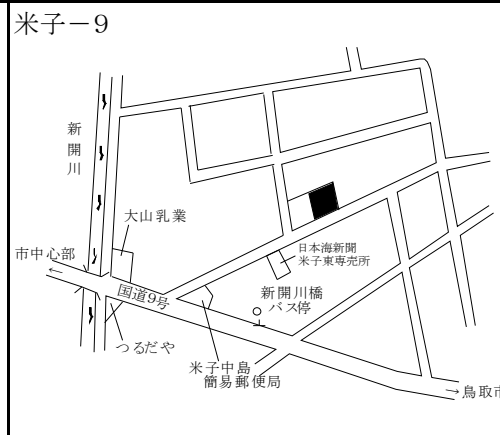 米子－9
新開川
大山乳業
市中心部
←
国道9号
日本海新聞
米子東専売所
新開川橋
バス停
つるだや
米子中島
簡易郵便局
→鳥取市